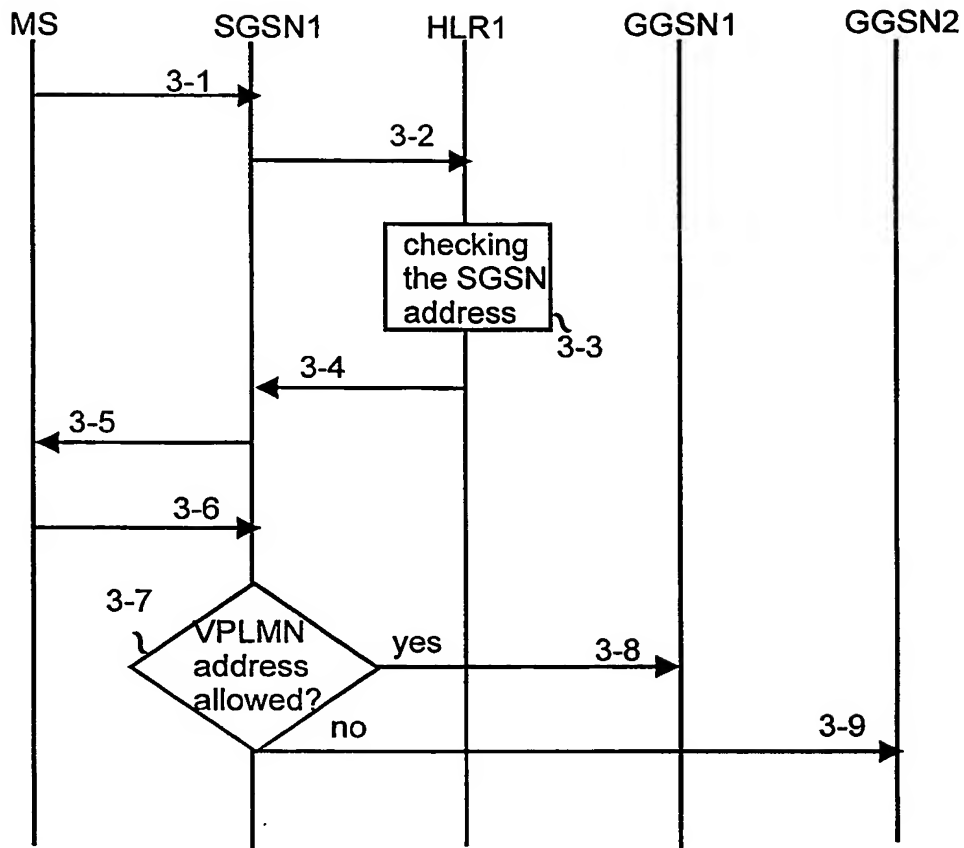 MS SGSN1 HLR1 GGSN1 GGSN2
3-1
3-2
checking
the SGSN
address
3-3
3-4
3-5
3-6
3-7
VPLMN
address
allowed?
yes
3-8
no
3-9